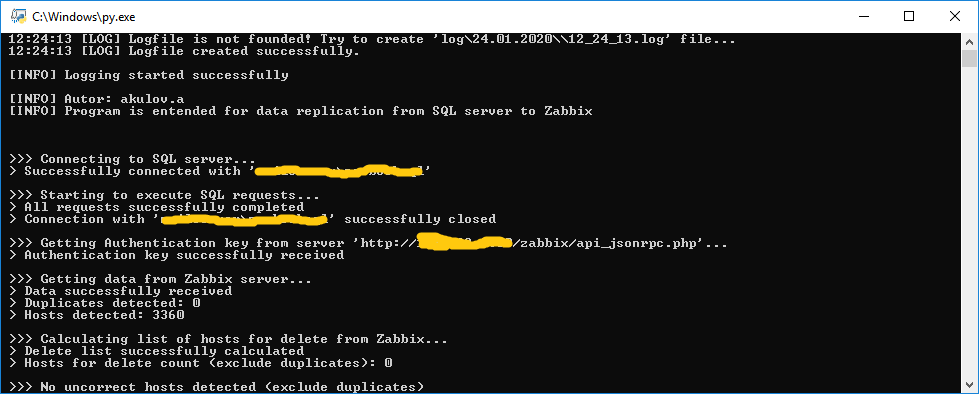 C:\Windows\py.exe
12:24:13 [LOG] Logfile is not founded! Try to create 'log\24.01.2020\\12_24_13.log' file...
12:24:13 [LOG] Logfile created successfully.
[INFO] Logging started successfully
[INFO] Autor: akulov.a
[INFO] Program is entended for data replication from SQL server to Zabbix
>>> Connecting to SQL server...
> Successfully connected with '
>>> Starting to execute SQL requests...
> All requests successfully completed
> Connection with ' ' successfully closed
>>> Getting Authentication key from server 'http:// /zabbix/api_jsonrpc.php'...
> Authentication key successfully received
>>> Getting data from Zabbix server...
> Data successfully received
> Duplicates detected: 0
> Hosts detected: 3360
>>> Calculating list of hosts for delete from Zabbix...
> Delete list successfully calculated
> Hosts for delete count (exclude duplicates): 0
>>> No uncorrect hosts detected (exclude duplicates)